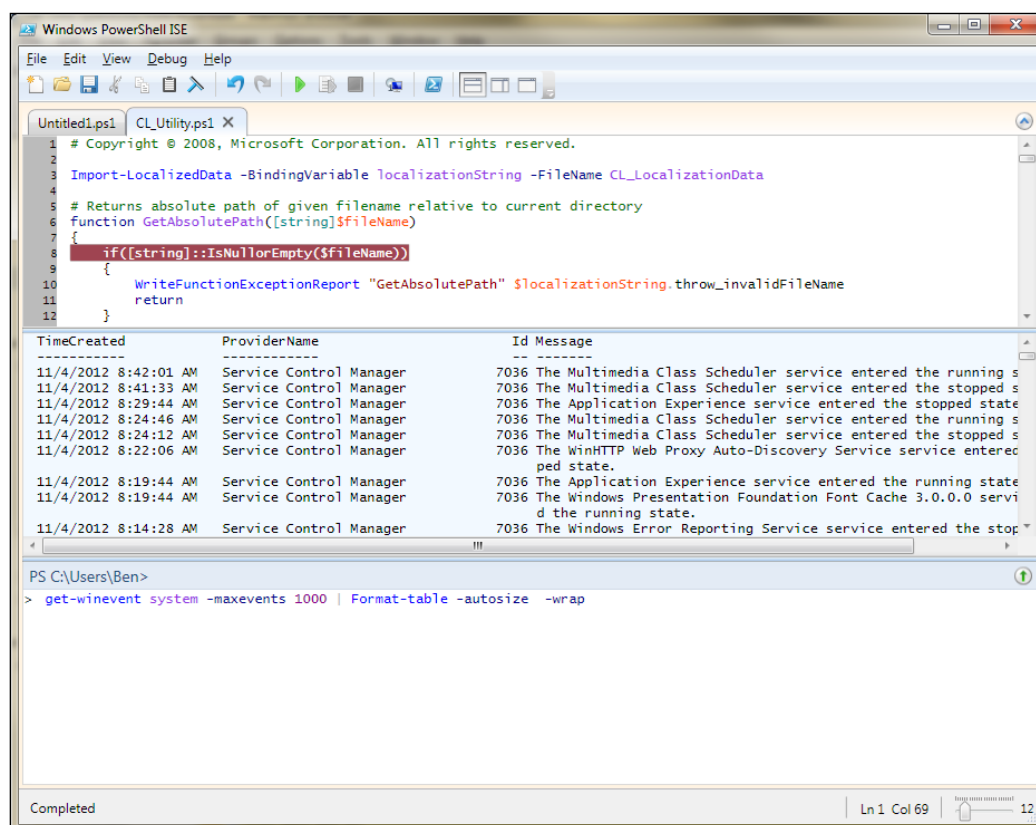 Windows PowerShell ISE
File Edit View Debug Help
Untitled1.ps1 CL_Utility.ps1
1 # Copyright © 2008, Microsoft Corporation. All rights reserved.
2
3 Import-LocalizedData -BindingVariable localizationString -FileName CL_LocalizationData
4
5 # Returns absolute path of given filename relative to current directory
6 function GetAbsolutePath([string]$fileName)
7 {
8 if([string]::IsNullorEmpty($fileName))
9 {
10 WriteFunctionExceptionReport "GetAbsolutePath" $localizationString.throw_invalidFileName
11 return
12 }
TimeCreated ProviderName Id Message
----------- ------------ -- -------
11/4/2012 8:42:01 AM Service Control Manager 7036 The Multimedia Class Scheduler service entered the running s
11/4/2012 8:41:33 AM Service Control Manager 7036 The Multimedia Class Scheduler service entered the stopped s
11/4/2012 8:29:44 AM Service Control Manager 7036 The Application Experience service entered the stopped state
11/4/2012 8:24:46 AM Service Control Manager 7036 The Multimedia Class Scheduler service entered the running s
11/4/2012 8:24:12 AM Service Control Manager 7036 The Multimedia Class Scheduler service entered the stopped s
11/4/2012 8:22:06 AM Service Control Manager 7036 The WinHTTP Web Proxy Auto-Discovery Service service entered
ped state.
11/4/2012 8:19:44 AM Service Control Manager 7036 The Application Experience service entered the running state
11/4/2012 8:19:44 AM Service Control Manager 7036 The Windows Presentation Foundation Font Cache 3.0.0.0 servi
d the running state.
11/4/2012 8:14:28 AM Service Control Manager 7036 The Windows Error Reporting Service service entered the stop
PS C:\Users\Ben>
> get-winevent system -maxevents 1000 | Format-table -autosize -wrap
Completed Ln 1 Col 69 12